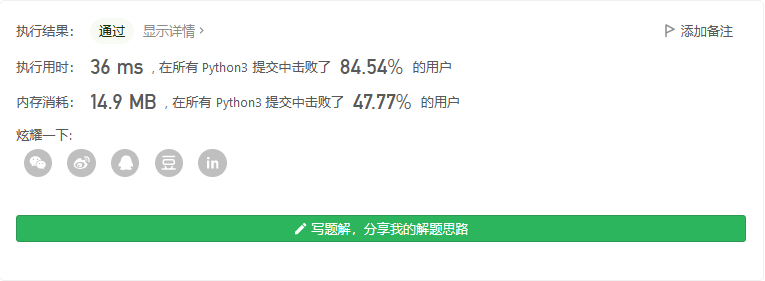 执行结果： 通过 显示详情 > 添加备注
执行用时： 36 ms , 在所有 Python3 提交中击败了 84.54% 的用户
内存消耗： 14.9 MB , 在所有 Python3 提交中击败了 47.77% 的用户
炫耀一下:
豆 in
写题解，分享我的解题思路